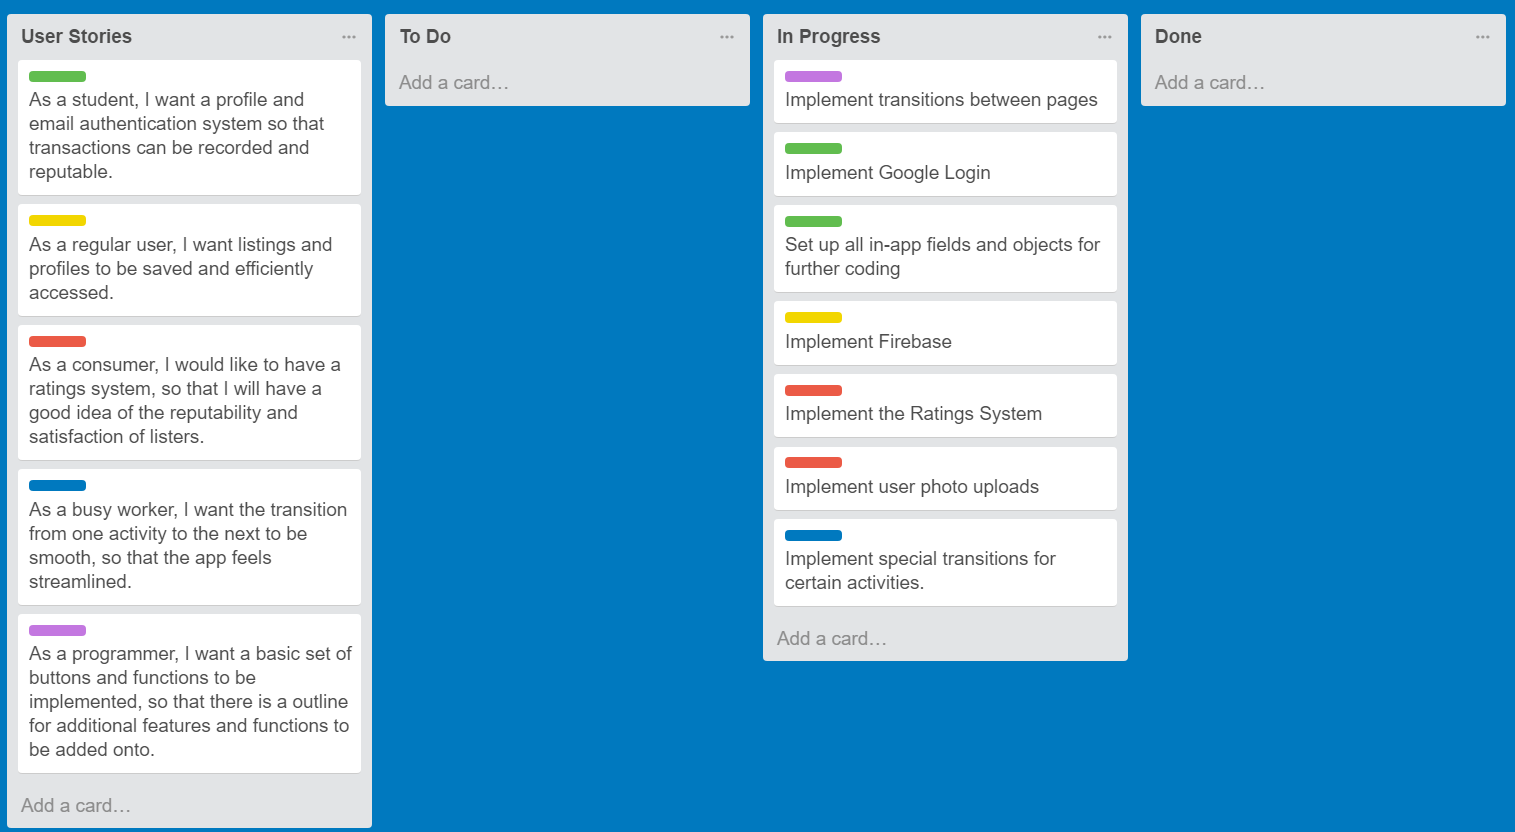 User Stories
As a student, I want a profile and
email authentication system so that
transactions can be recorded and
reputable.
As a regular user, I want listings and
profiles to be saved and efficiently
accessed.
As a consumer, I would like to have a
ratings system, so that I will have a
good idea of the reputability and
satisfaction of listers.
As a busy worker, I want the transition
from one activity to the next to be
smooth, so that the app feels
streamlined.
As a programmer, I want a basic set of
buttons and functions to be
implemented, so that there is a outline
for additional features and functions to
be added onto.
Add a card…
To Do
Add a card…
In Progress
Implement transitions between pages
Implement Google Login
Set up all in-app fields and objects for
further coding
Implement Firebase
Implement the Ratings System
Implement user photo uploads
Implement special transitions for
certain activities.
Add a card…
Done
Add a card…